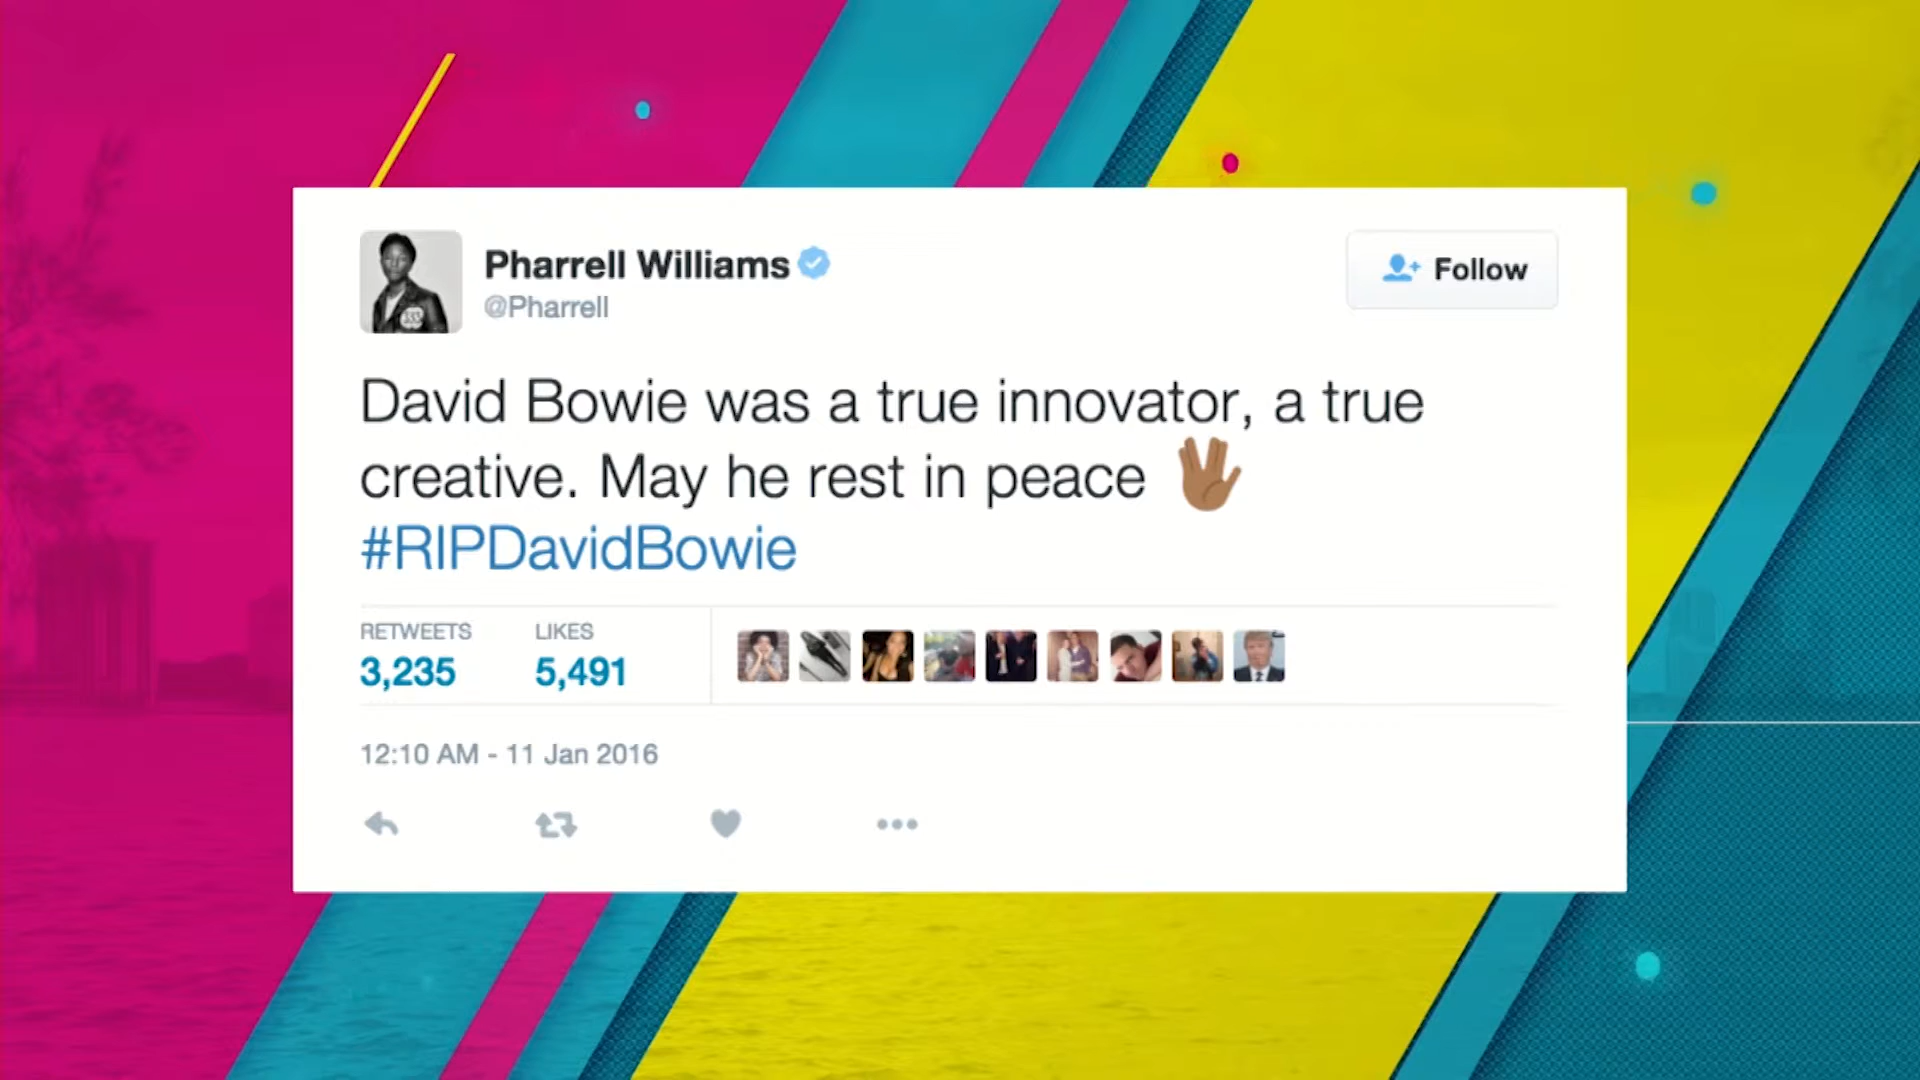 Pharrell Williams
@Pharrell
Follow
David Bowie was a true innovator, a true
creative. May he rest in peace 🖖🏾
#RIPDavidBowie
RETWEETS
3,235
LIKES
5,491
12:10 AM - 11 Jan 2016